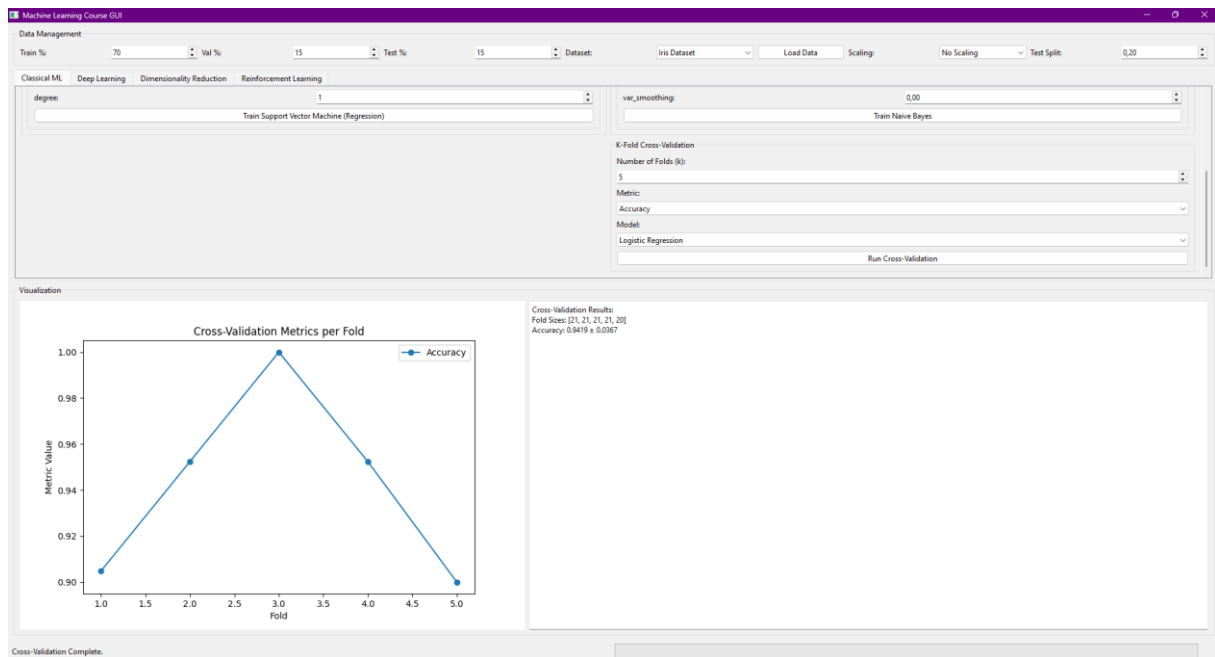 Machine Learning Course GUI
Data Management
Train %: 70 Val %: 15 Test %: 15 Dataset: Iris Dataset Load Data Scaling: No Scaling Test Split: 0,20
Classical ML Deep Learning Dimensionality Reduction Reinforcement Learning
degree: 1
Train Support Vector Machine (Regression)
var_smoothing: 0,00
Train Naive Bayes
K-Fold Cross-Validation
Number of Folds (k):
5
Metric:
Accuracy
Model:
Logistic Regression
Run Cross-Validation
Visualization
Cross-Validation Metrics per Fold
Accuracy
1.00
0.98
0.96
0.94
0.92
0.90
Metric Value
1.0 1.5 2.0 2.5 3.0 3.5 4.0 4.5 5.0
Fold
Cross-Validation Results:
Fold Sizes: [21, 21, 21, 21, 20]
Accuracy: 0.9419 ± 0.0367
Cross-Validation Complete.